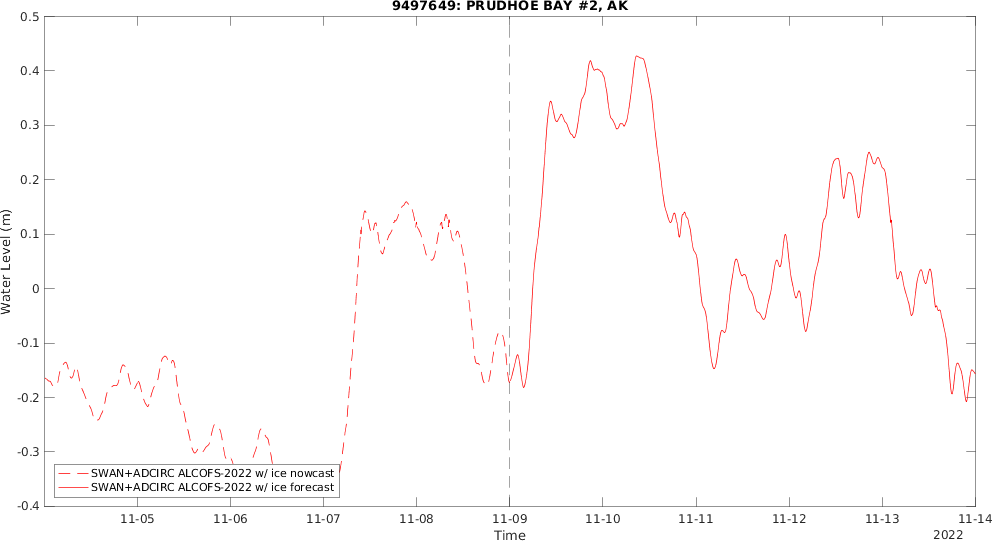 9497649: PRUDHOE BAY #2, AK
0.5
0.4
0.3
0.2
0.1
0
-0.1
-0.2
-0.3
-0.4
Water Level (m)
SWAN+ADCIRC ALCOFS-2022 w/ ice nowcast
SWAN+ADCIRC ALCOFS-2022 w/ ice forecast
11-05 11-06 11-07 11-08 11-09 11-10 11-11 11-12 11-13 11-14
Time
2022